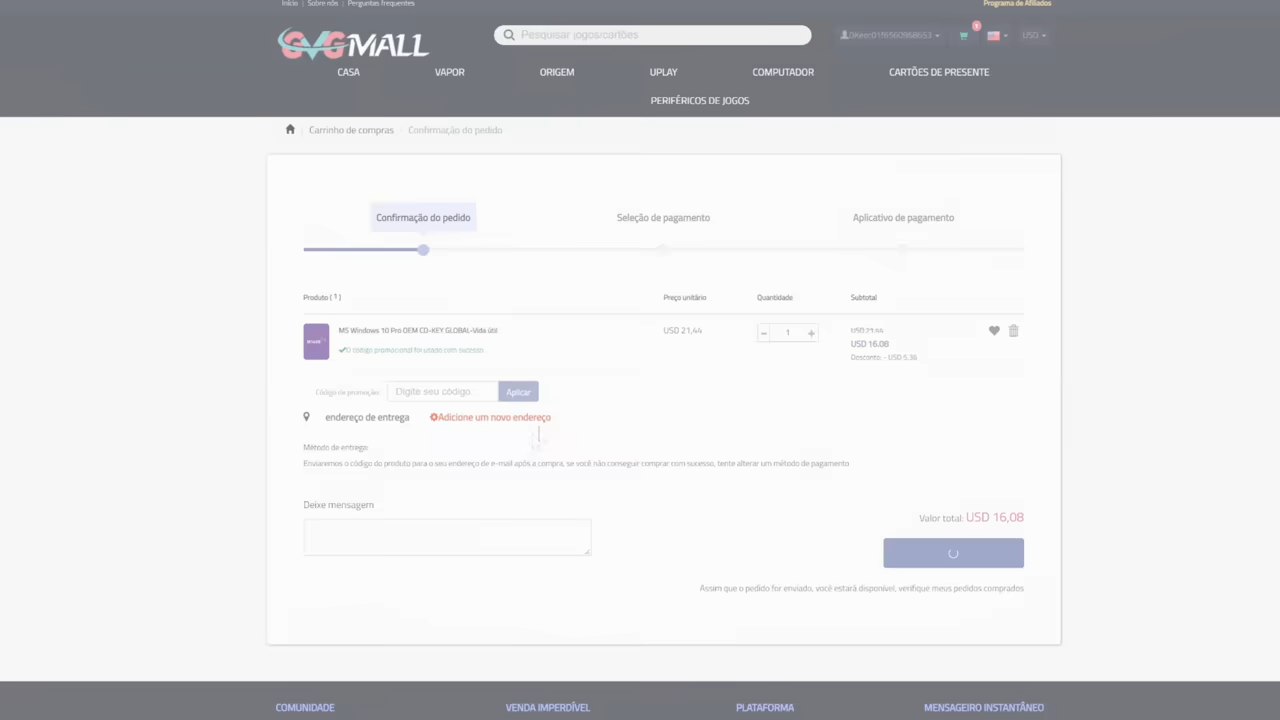 Início | Sobre nós | Perguntas frequentes
Programa de Afiliados
GVGMALL
Pesquisar jogos/cartões
1
USD
CASA
VAPOR
ORIGEM
UPLAY
COMPUTADOR
CARTÕES DE PRESENTE
PERIFÉRICOS DE JOGOS
Carrinho de compras
Confirmação do pedido
Confirmação do pedido
Seleção de pagamento
Aplicativo de pagamento
Produto ( 1 )
Preço unitário
Quantidade
Subtotal
MS Windows 10 Pro OEM CD-KEY GLOBAL-Vida útil
USD 21,44
1
USD 21.44
O código promocional foi usado com sucesso
USD 16.08
Desconto: - USD 5.36
Código de promoção:
Digite seu código...
Aplicar
endereço de entrega
Adicione um novo endereço
Método de entrega:
Enviaremos o código do produto para o seu endereço de e-mail após a compra, se você não conseguir comprar com sucesso, tente alterar um método de pagamento
Deixe mensagem
Valor total: USD 16,08
Assim que o pedido for enviado, você estará disponível, verifique meus pedidos comprados
COMUNIDADE
VENDA IMPERDÍVEL
PLATAFORMA
MENSAGEIRO INSTANTÂNEO